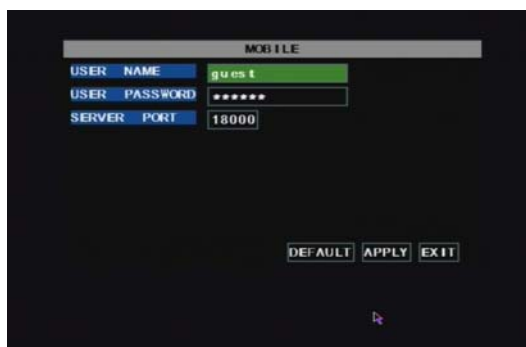 MOBILE
USER NAME guest
USER PASSWORD ******
SERVER PORT 18000
DEFAULT APPLY EXIT